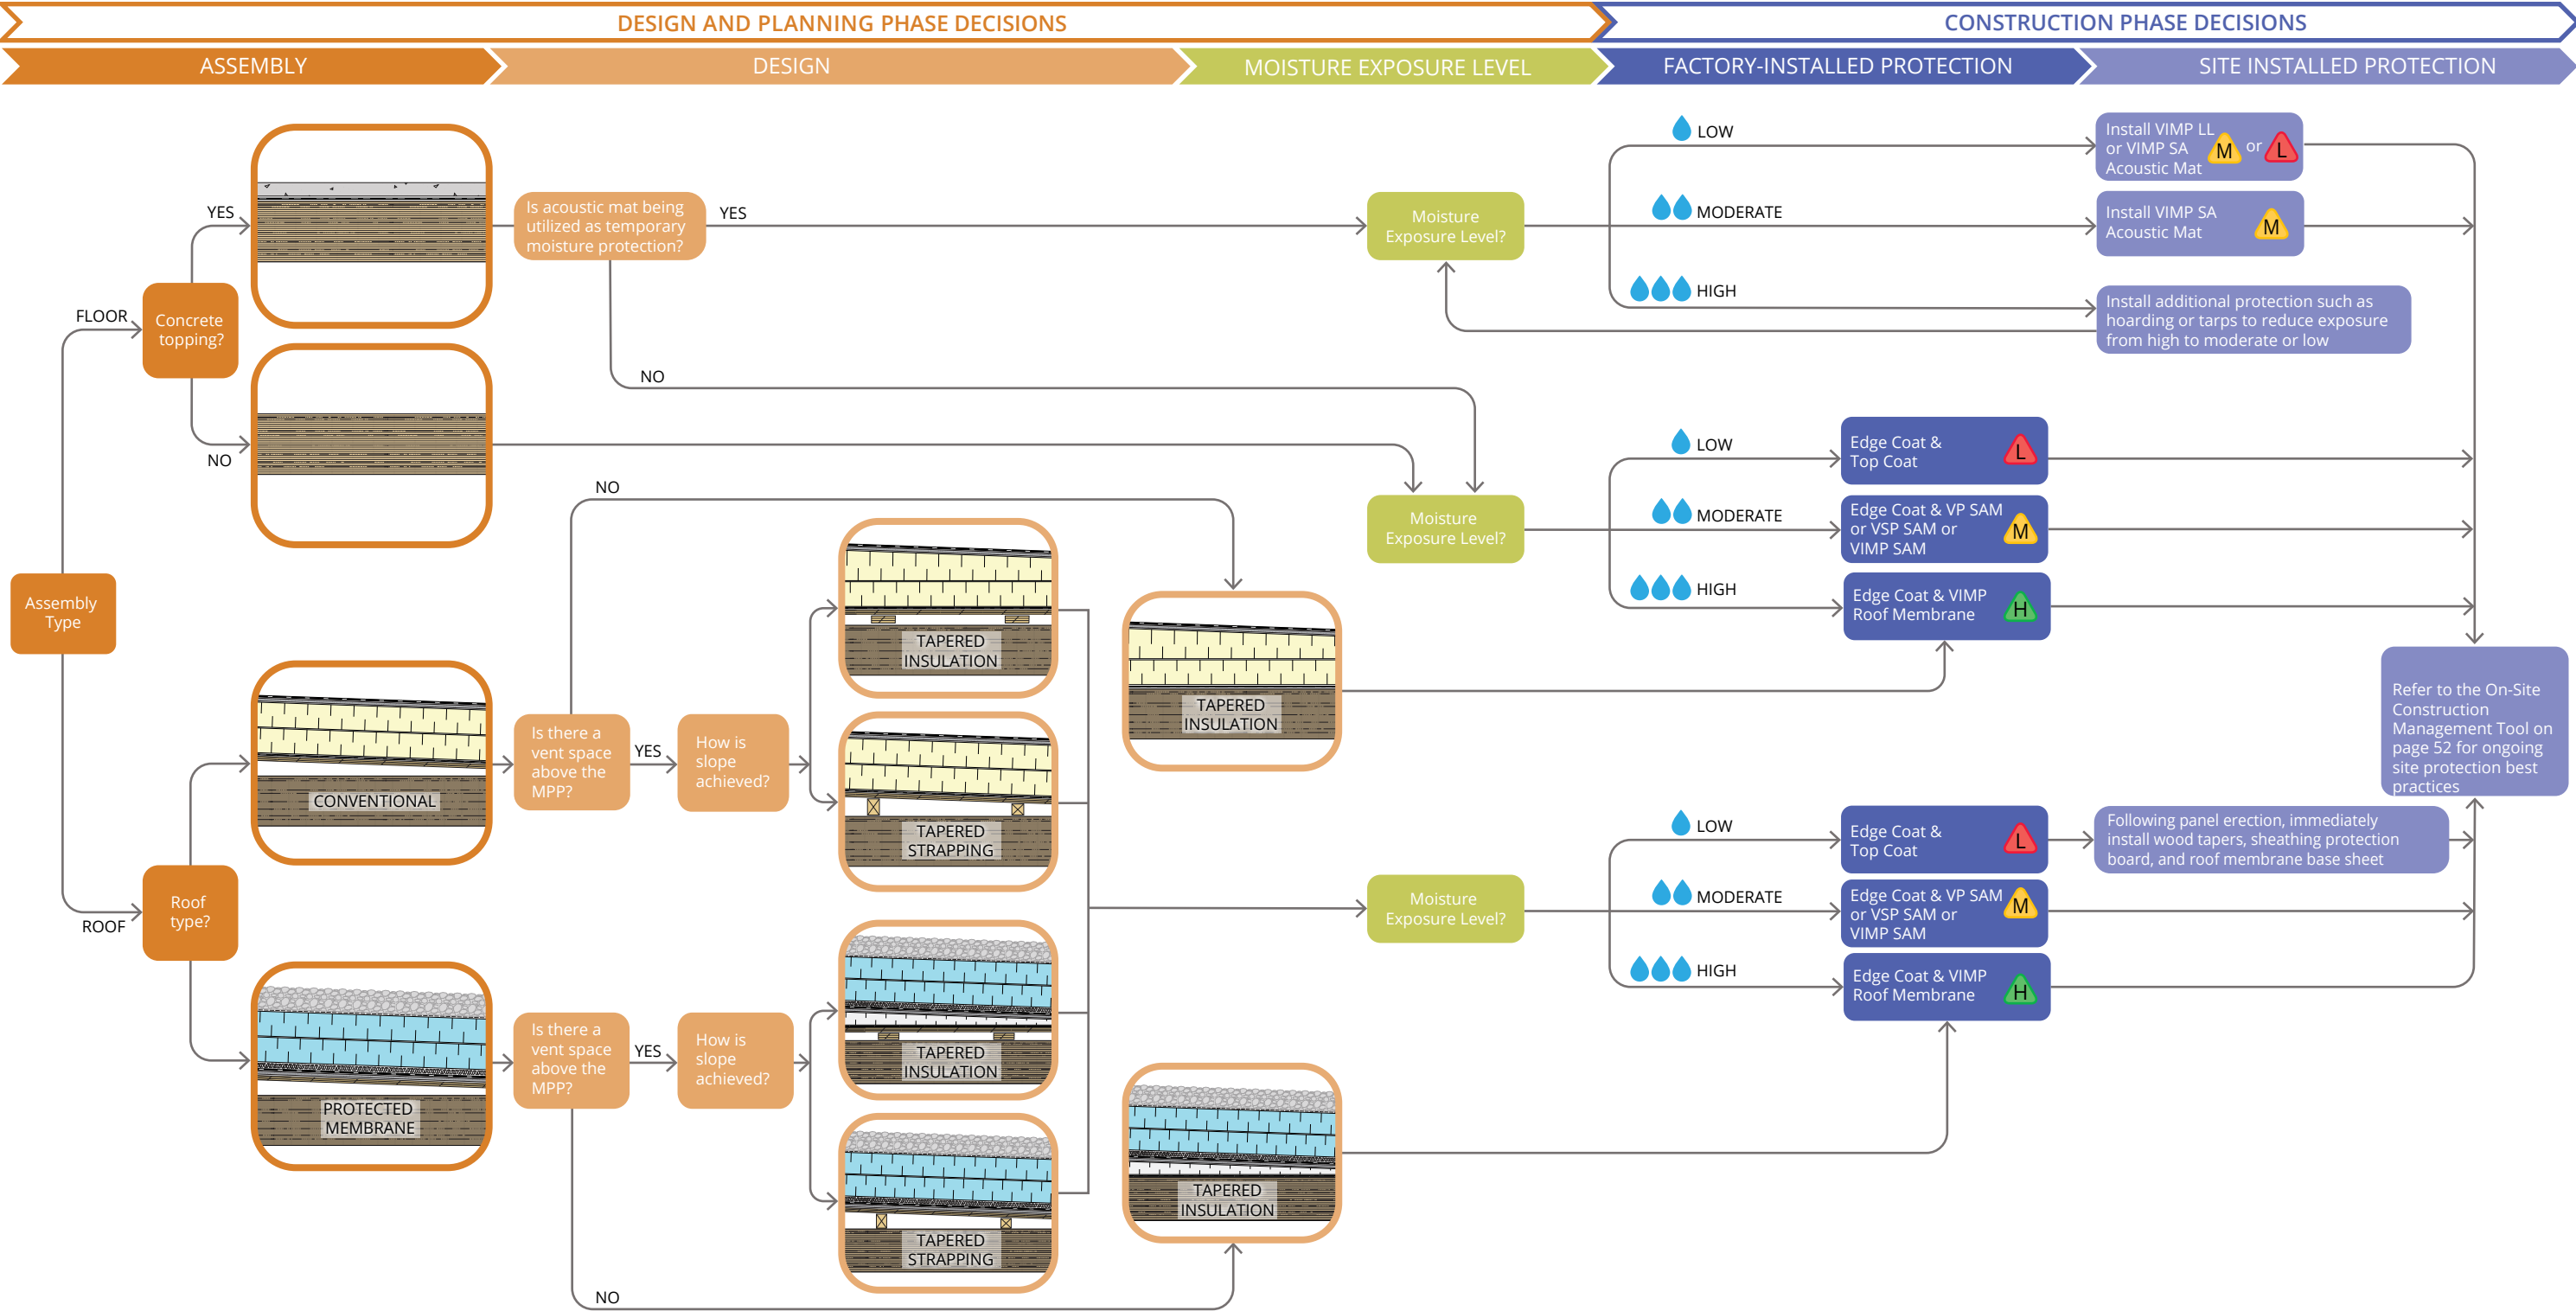 DESIGN AND PLANNING PHASE DECISIONS
CONSTRUCTION PHASE DECISIONS
ASSEMBLY
DESIGN
MOISTURE EXPOSURE LEVEL
FACTORY-INSTALLED PROTECTION
SITE INSTALLED PROTECTION
Assembly
Type
FLOOR
ROOF
Concrete
topping?
YES
NO
Is acoustic mat being
utilized as temporary
moisture protection?
YES
NO
Moisture
Exposure Level?
LOW
MODERATE
HIGH
Install VIMP LL
or VIMP SA
Acoustic Mat
M
or
L
Install VIMP SA
Acoustic Mat
M
Install additional protection such as
hoarding or tarps to reduce exposure
from high to moderate or low
Moisture
Exposure Level?
LOW
MODERATE
HIGH
Edge Coat &
Top Coat
L
Edge Coat & VP SAM
or VSP SAM or
VIMP SAM
M
Edge Coat & VIMP
Roof Membrane
H
Roof
type?
CONVENTIONAL
Is there a
vent space
above the
MPP?
NO
YES
How is
slope
achieved?
TAPERED
INSULATION
TAPERED
STRAPPING
TAPERED
INSULATION
PROTECTED
MEMBRANE
Is there a
vent space
above the
MPP?
YES
NO
How is
slope
achieved?
TAPERED
INSULATION
TAPERED
STRAPPING
TAPERED
INSULATION
Moisture
Exposure Level?
LOW
MODERATE
HIGH
Edge Coat &
Top Coat
L
Following panel erection, immediately
install wood tapers, sheathing protection
board, and roof membrane base sheet
Edge Coat & VP SAM
or VSP SAM or
VIMP SAM
M
Edge Coat & VIMP
Roof Membrane
H
Refer to the On-Site
Construction
Management Tool on
page 52 for ongoing
site protection best
practices